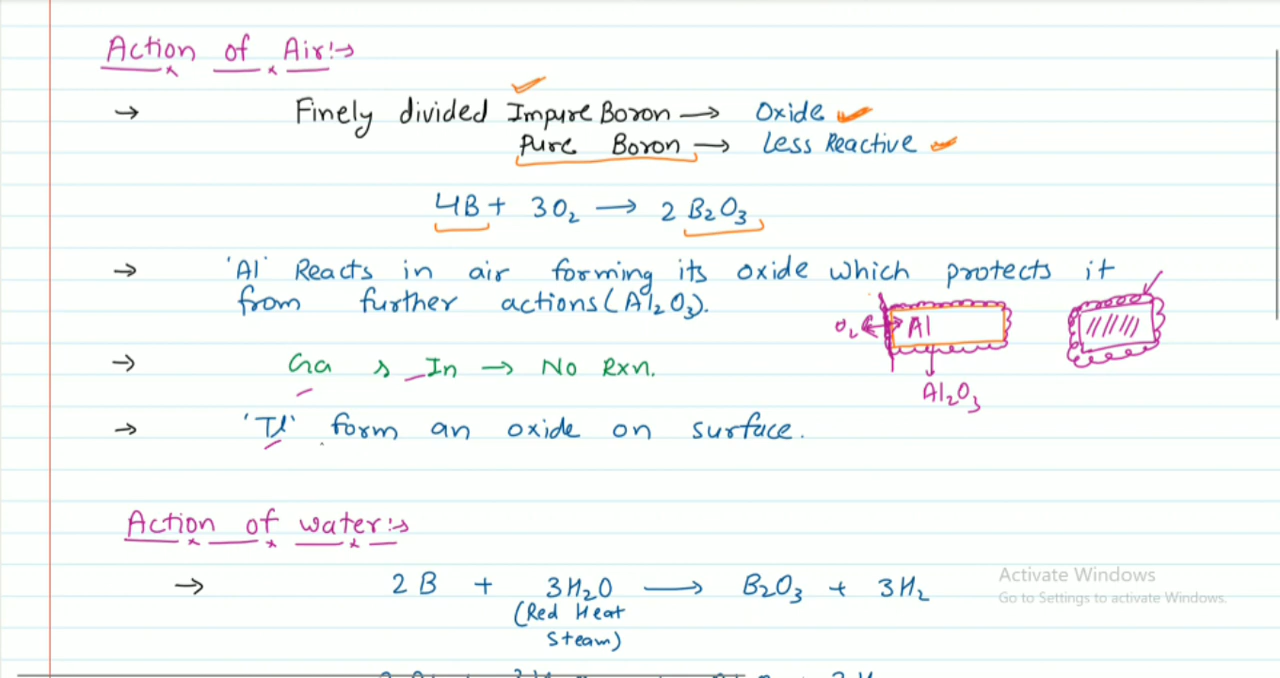 Action of Air:→
→ Finely divided Impure Boron → Oxide
Pure Boron → Less Reactive
4B + 3O₂ → 2 B₂O₃
→ 'Al' Reacts in air forming its oxide which protects it
from further actions (Al₂O₃).
O₂ Al
Al₂O₃
→ Ga , In → No Rxn.
→ 'Tl' form an oxide on surface.
Action of water:→
→ 2 B + 3H₂O → B₂O₃ + 3H₂
(Red Heat
Steam)
Activate Windows
Go to Settings to activate Windows.